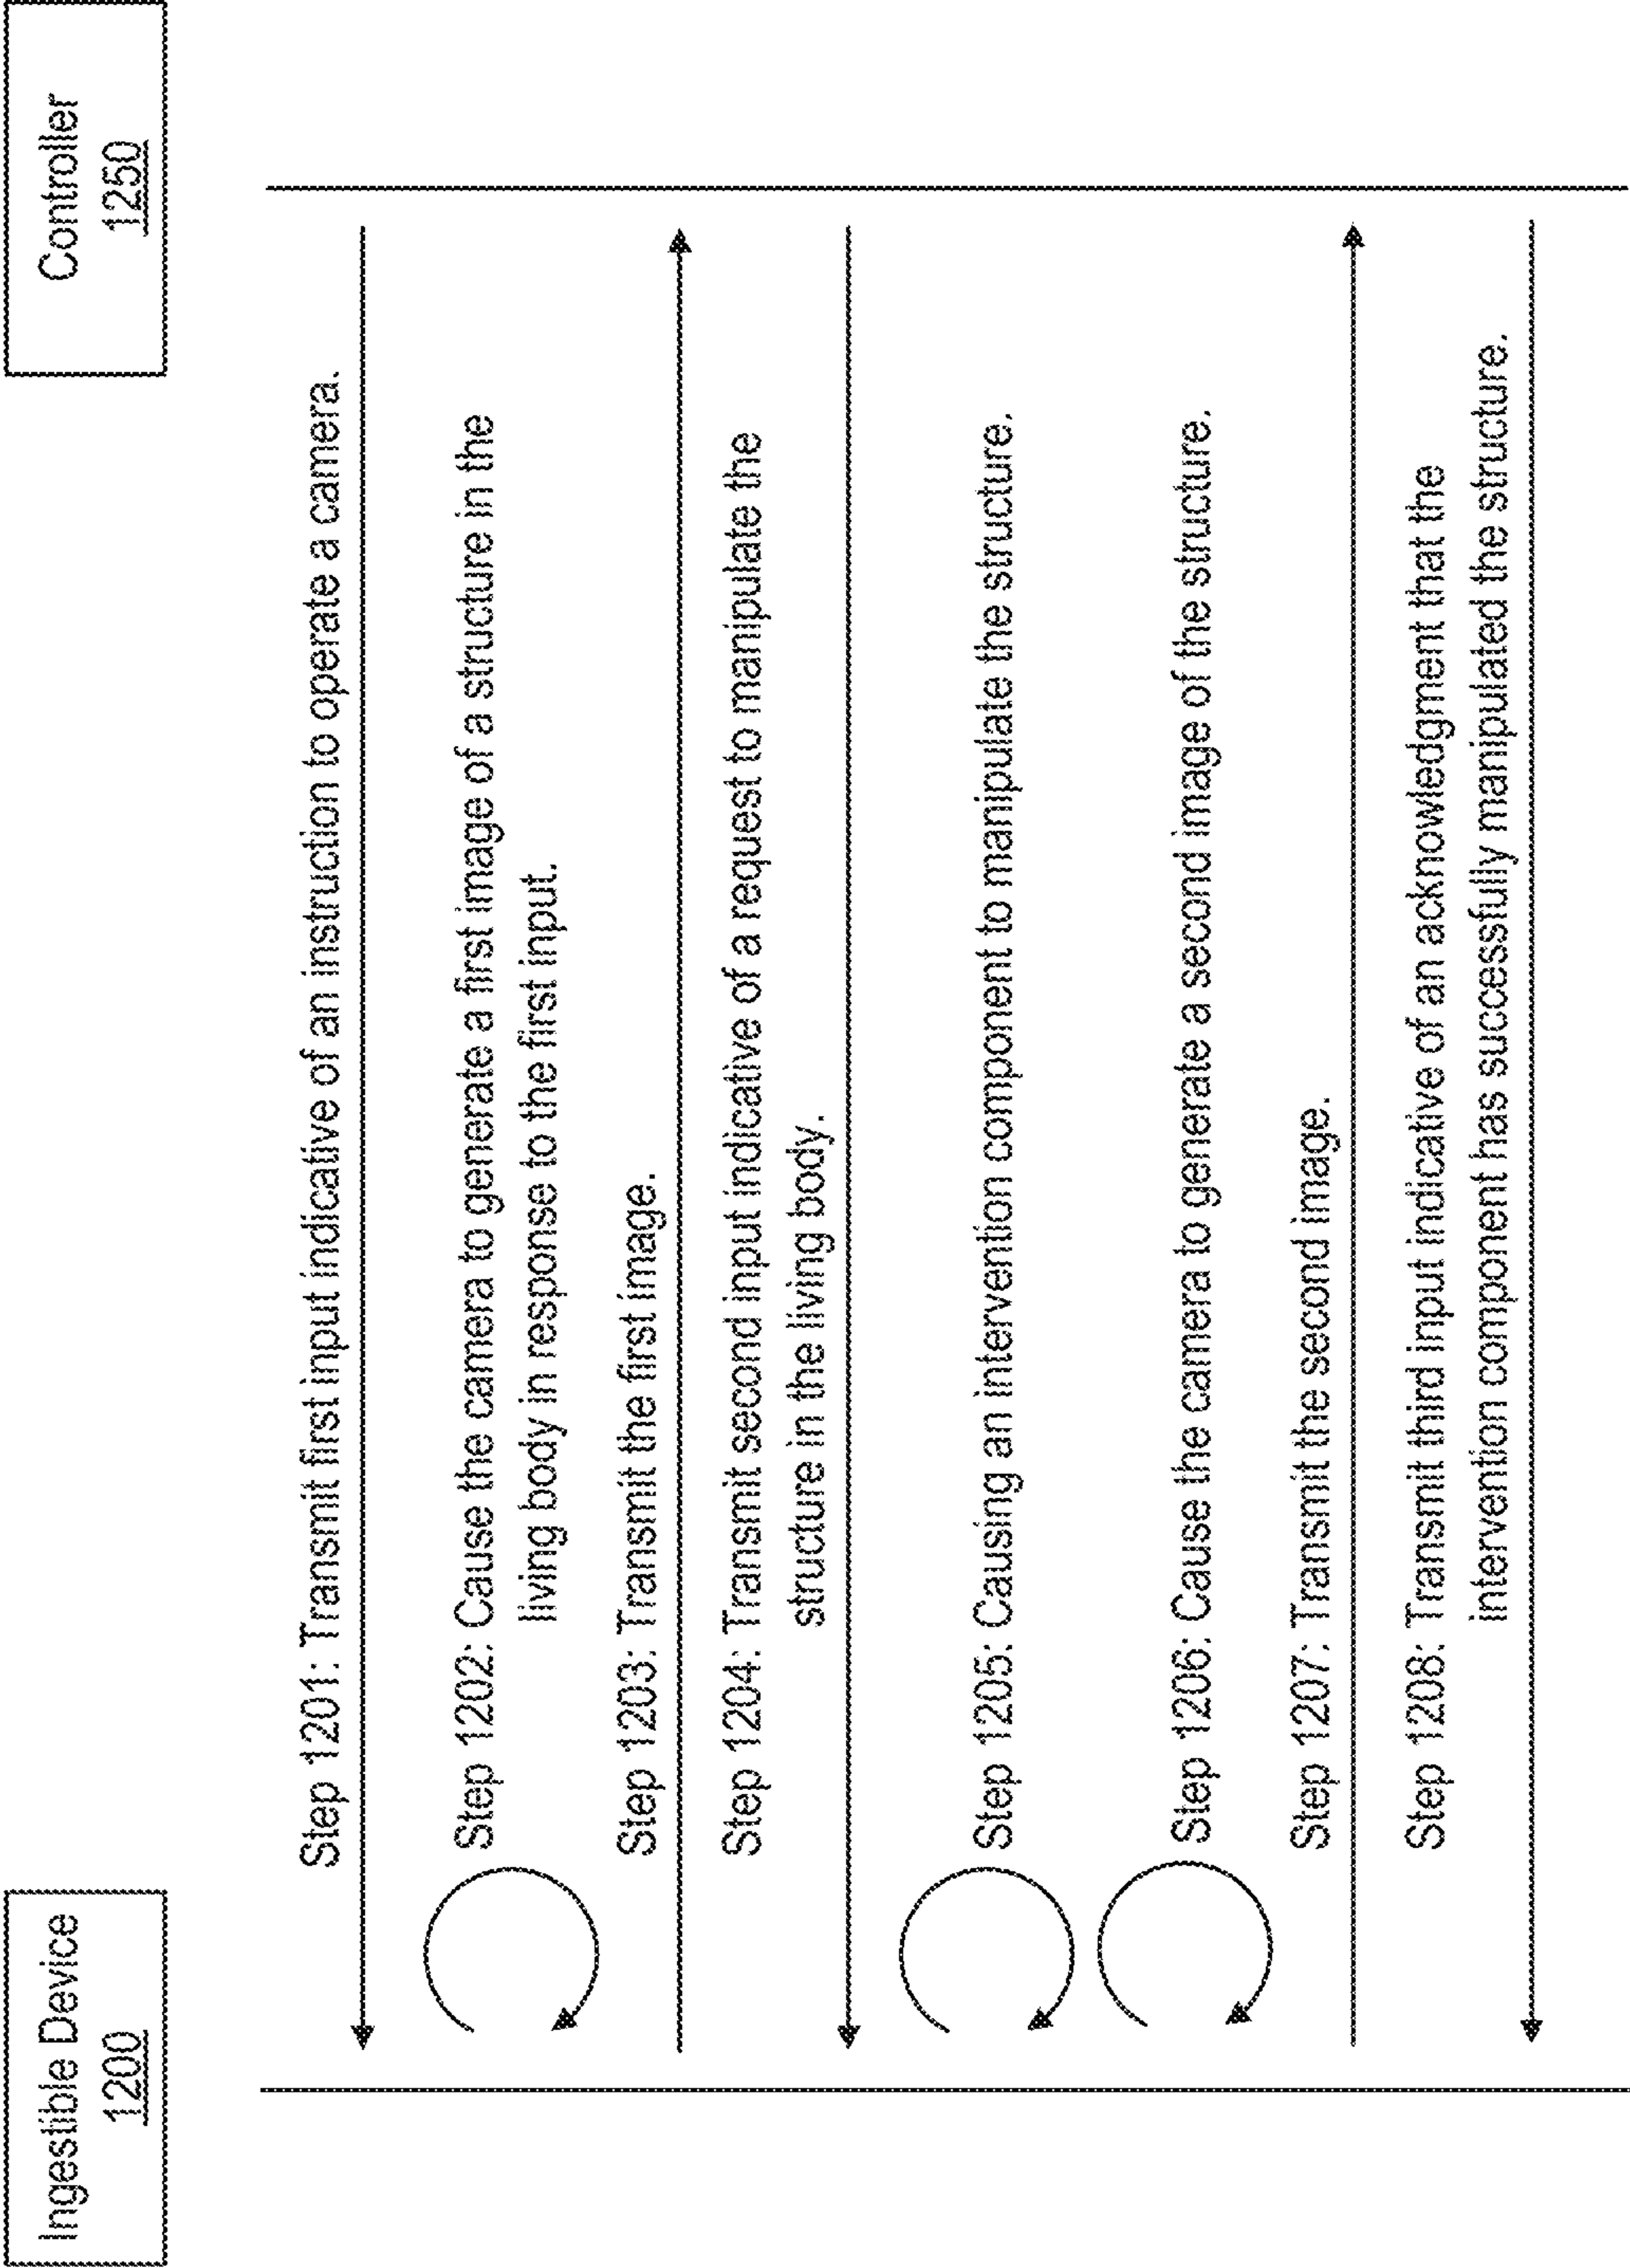 Ingestible Device
1200
Controller
1250
Step 1201: Transmit first input indicative of an instruction to operate a camera.
Step 1202: Cause the camera to generate a first image of a structure in the
living body in response to the first input.
Step 1203: Transmit the first image.
Step 1204: Transmit second input indicative of a request to manipulate the
structure in the living body.
Step 1205: Causing an intervention component to manipulate the structure.
Step 1206: Cause the camera to generate a second image of the structure.
Step 1207: Transmit the second image.
Step 1208: Transmit third input indicative of an acknowledgment that the
intervention component has successfully manipulated the structure.